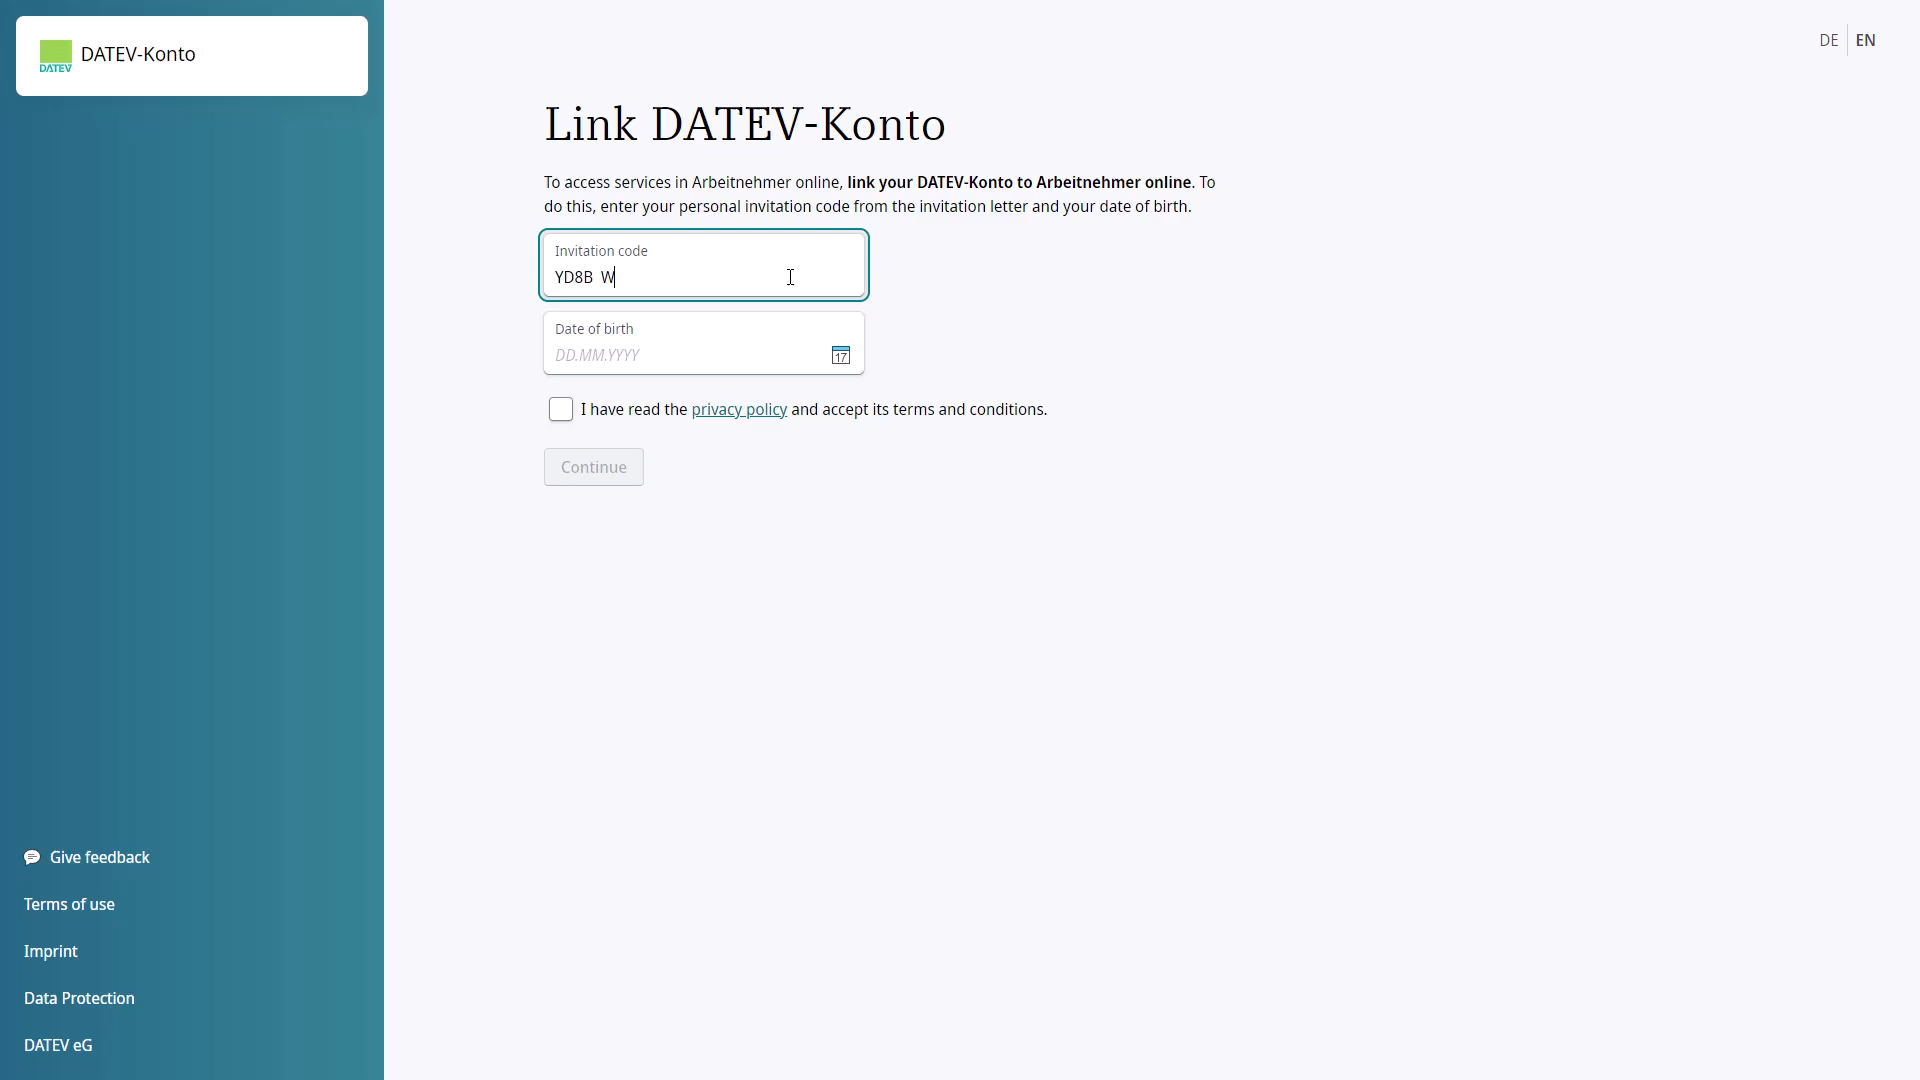 DATEV
DATEV-Konto
DE
EN
Link DATEV-Konto
To access services in Arbeitnehmer online, link your DATEV-Konto to Arbeitnehmer online. To
do this, enter your personal invitation code from the invitation letter and your date of birth.
Invitation code
YD8B W
Date of birth
DD.MM.YYYY
17
I have read the privacy policy and accept its terms and conditions.
Continue
Give feedback
Terms of use
Imprint
Data Protection
DATEV eG